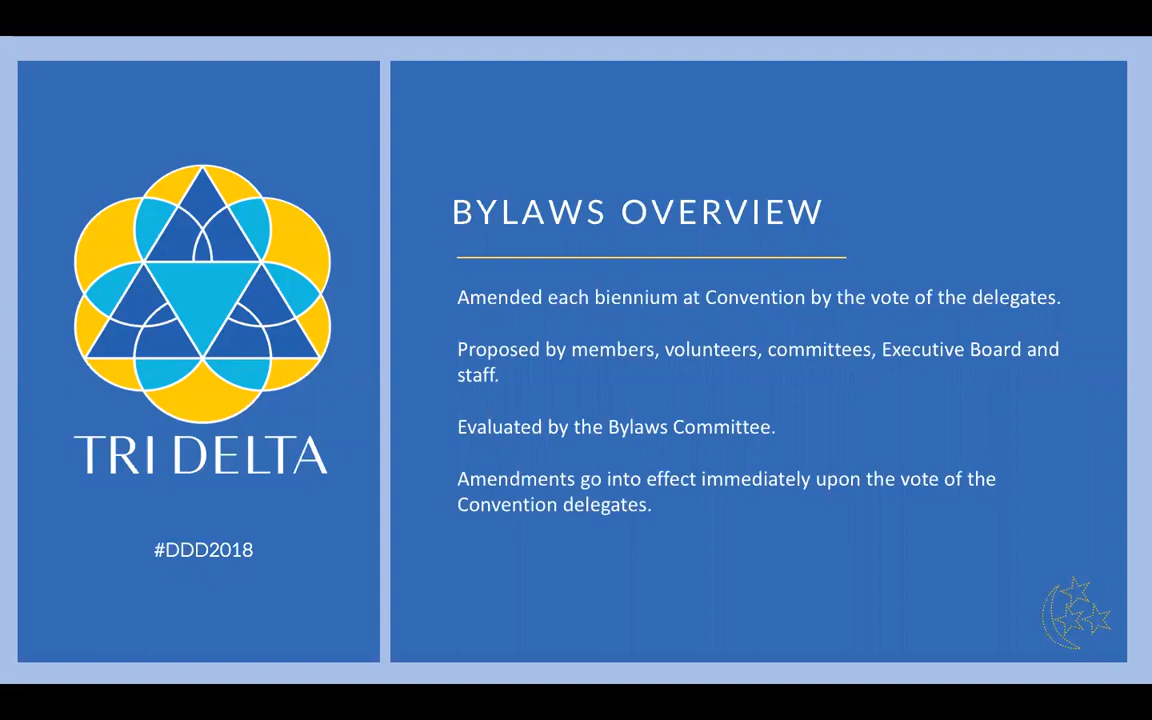 TRI DELTA
#DDD2018
BYLAWS OVERVIEW
Amended each biennium at Convention by the vote of the delegates.
Proposed by members, volunteers, committees, Executive Board and
staff.
Evaluated by the Bylaws Committee.
Amendments go into effect immediately upon the vote of the
Convention delegates.